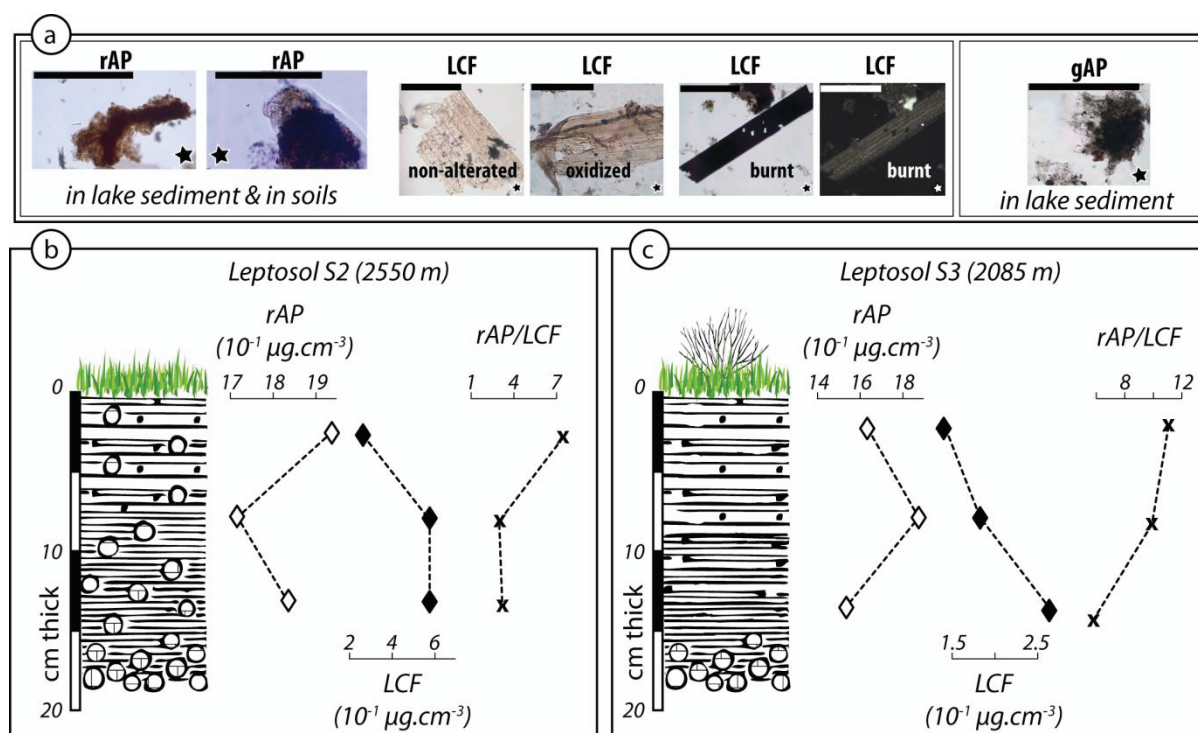 a
rAP rAP LCF LCF LCF LCF gAP
non-alterated oxidized burnt burnt
in lake sediment & in soils
in lake sediment
b
Leptosol S2 (2550 m)
rAP
(10⁻¹ µg.cm⁻³)
rAP/LCF
17 18 19
1 4 7
0
10
20
cm thick
2 4 6
LCF
(10⁻¹ µg.cm⁻³)
c
Leptosol S3 (2085 m)
rAP
(10⁻¹ µg.cm⁻³)
rAP/LCF
14 16 18
8 12
0
10
20
cm thick
1.5 2.5
LCF
(10⁻¹ µg.cm⁻³)